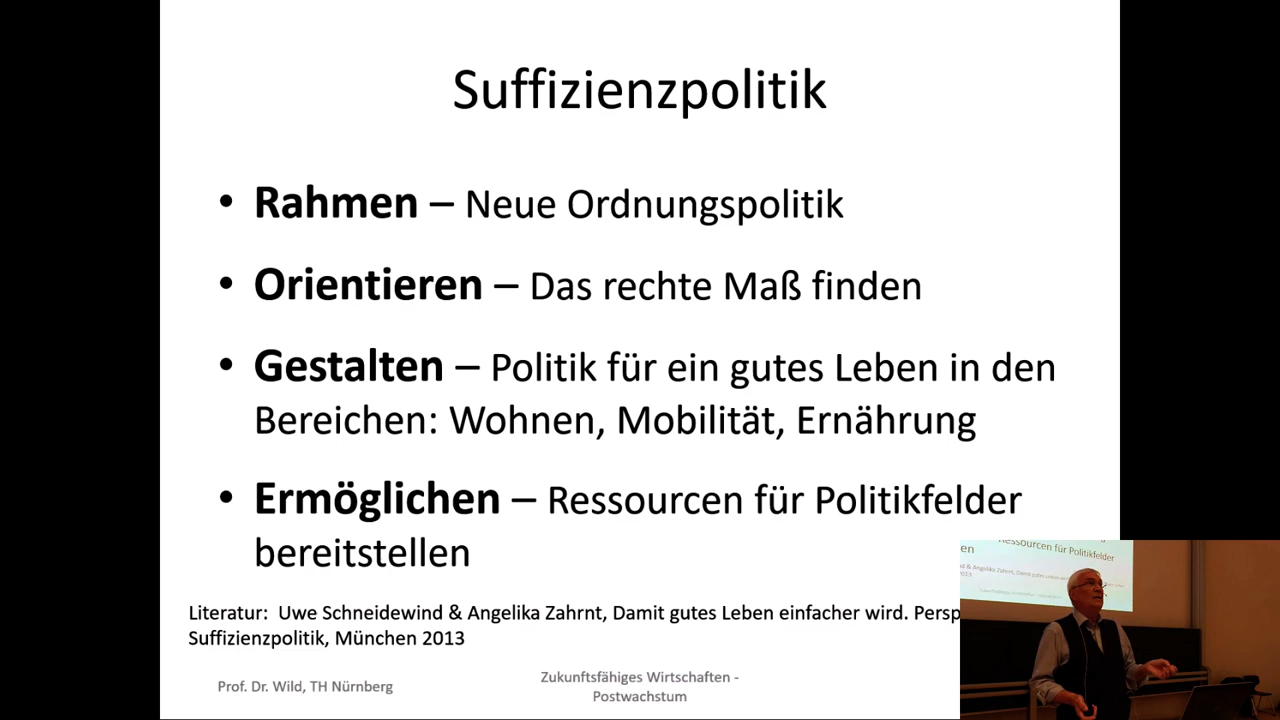 Suffizienzpolitik
• Rahmen – Neue Ordnungspolitik
• Orientieren – Das rechte Maß finden
• Gestalten – Politik für ein gutes Leben in den
Bereichen: Wohnen, Mobilität, Ernährung
• Ermöglichen – Ressourcen für Politikfelder
bereitstellen
Literatur: Uwe Schneidewind & Angelika Zahrnt, Damit gutes Leben einfacher wird. Persp
Suffizienzpolitik, München 2013
Prof. Dr. Wild, TH Nürnberg
Zukunftsfähiges Wirtschaften -
Postwachstum
en
Ressourcen für Politikfelder